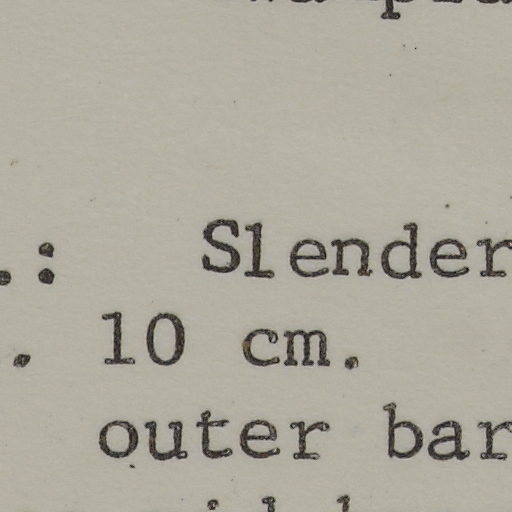 .: Slender
. 10 cm.
outer bar